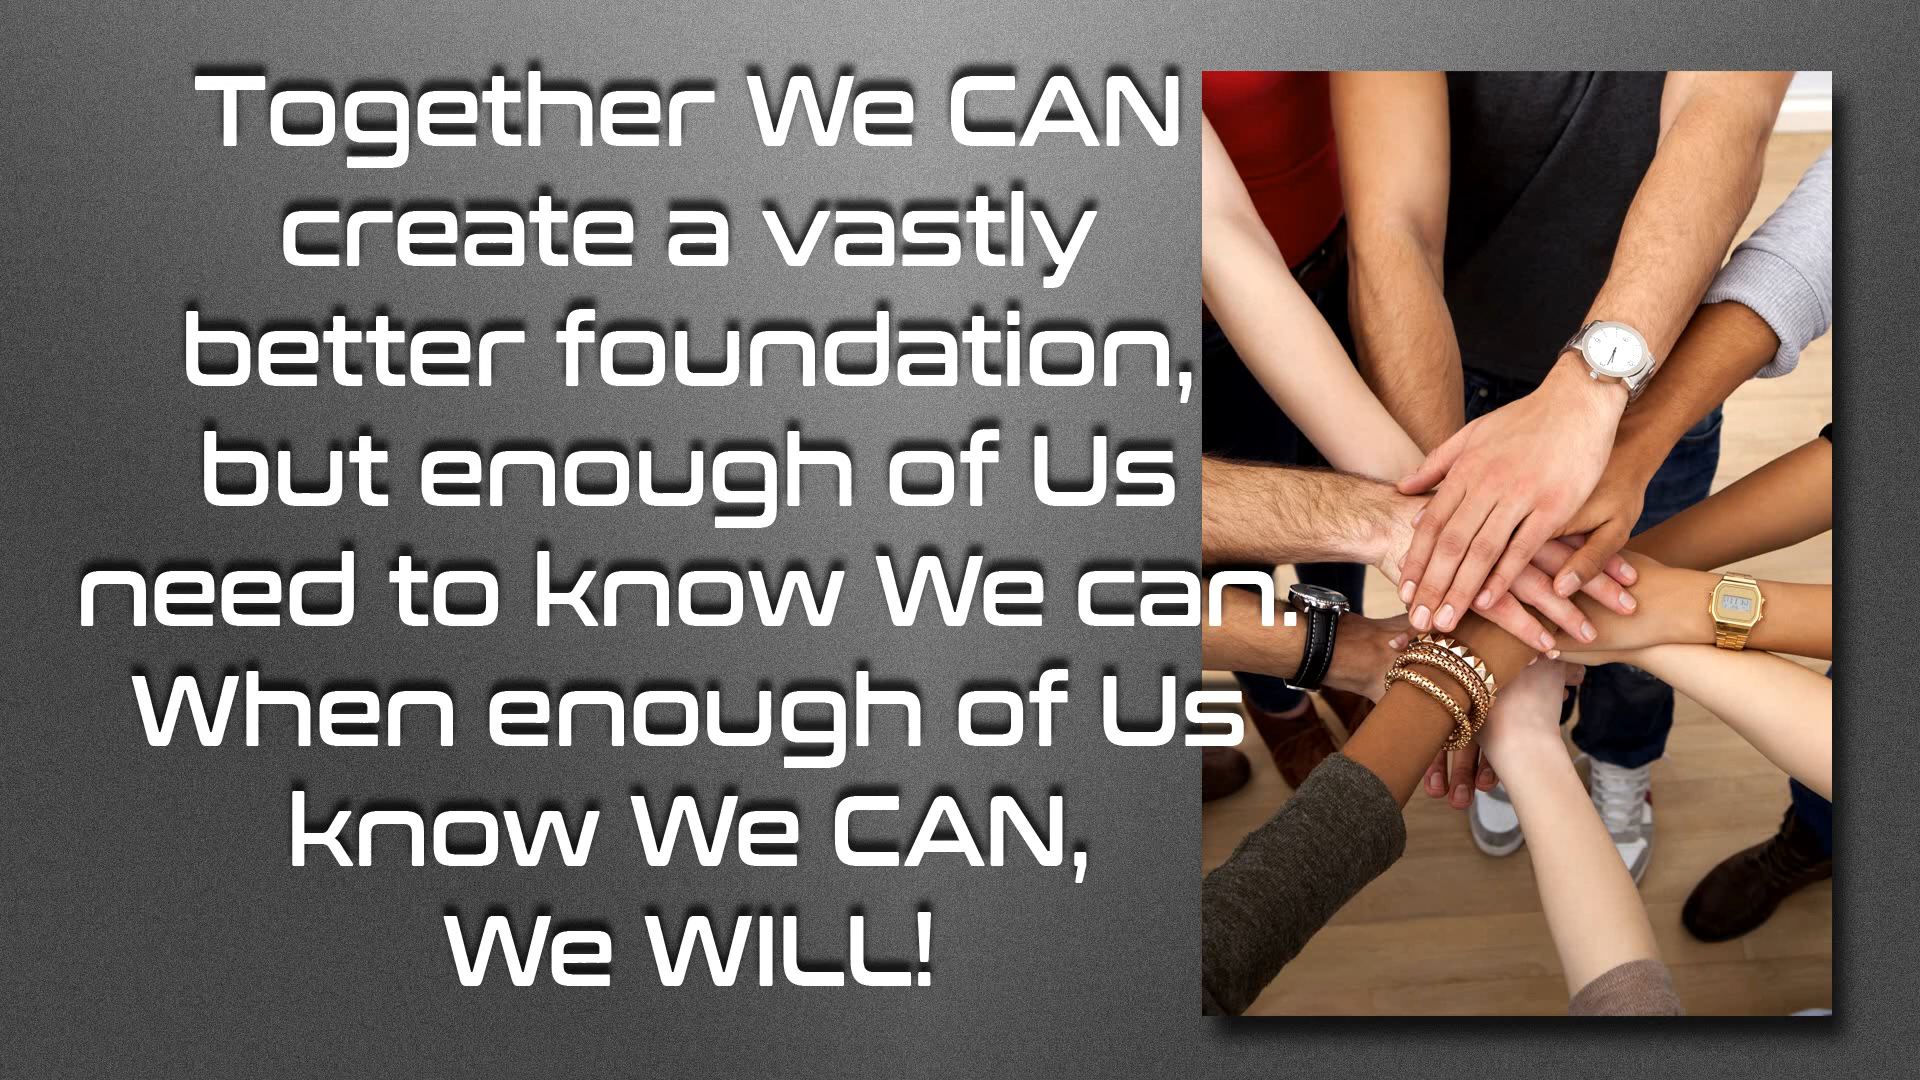 Together We CAN
create a vastly
better foundation,
but enough of Us
need to know We can.
When enough of Us
know We CAN,
We WILL!